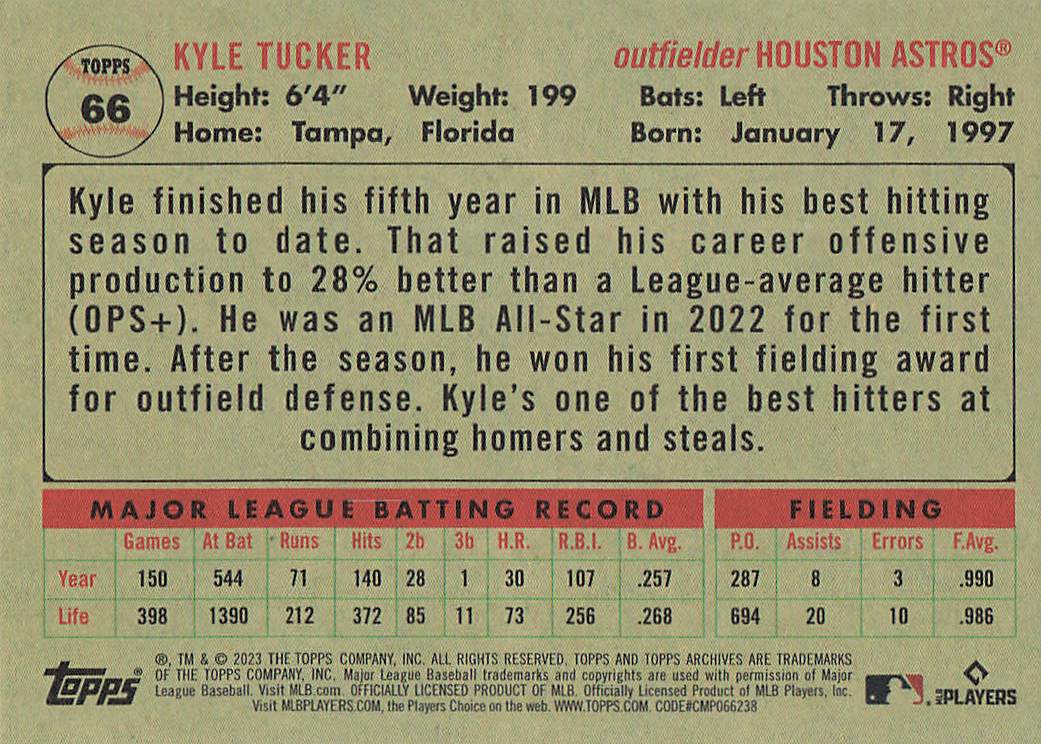 TOPPS
66
KYLE TUCKER
outfielder HOUSTON ASTROS®
Height: 6'4" Weight: 199 Bats: Left Throws: Right
Home: Tampa, Florida Born: January 17, 1997
Kyle finished his fifth year in MLB with his best hitting
season to date. That raised his career offensive
production to 28% better than a League-average hitter
(OPS+). He was an MLB All-Star in 2022 for the first
time. After the season, he won his first fielding award
for outfield defense. Kyle's one of the best hitters at
combining homers and steals.
MAJOR LEAGUE BATTING RECORD FIELDING
Games At Bat Runs Hits 2b 3b H.R. R.B.I. B. Avg. P.O. Assists Errors F.Avg.
Year 150 544 71 140 28 1 30 107 .257 287 8 3 .990
Life 398 1390 212 372 85 11 73 256 .268 694 20 10 .986
Topps®
®, TM & © 2023 THE TOPPS COMPANY, INC. ALL RIGHTS RESERVED. TOPPS AND TOPPS ARCHIVES ARE TRADEMARKS
OF THE TOPPS COMPANY, INC. Major League Baseball trademarks and copyrights are used with permission of Major
League Baseball. Visit MLB.com. OFFICIALLY LICENSED PRODUCT OF MLB. Officially Licensed Product of MLB Players, Inc.
Visit MLBPLAYERS.COM, the Players Choice on the web. WWW.TOPPS.COM. CODE#CMP066238
MLB PLAYERS